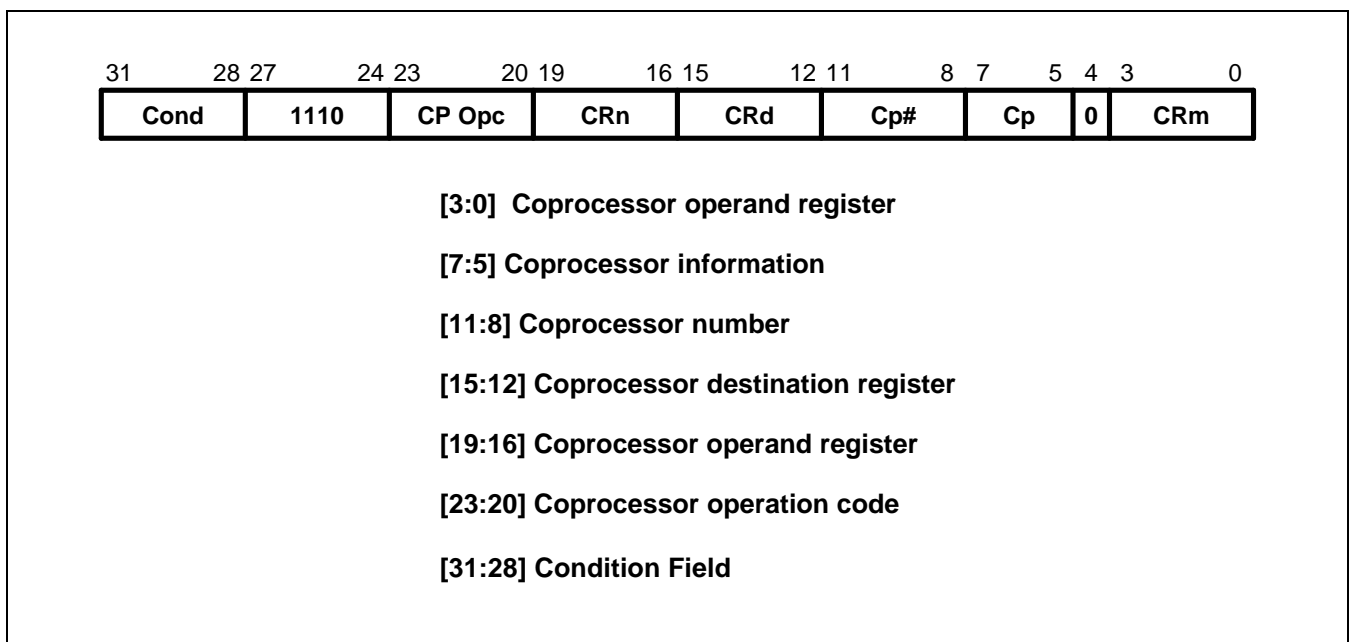 31 28 27 24 23 20 19 16 15 12 11 8 7 5 4 3 0
Cond 1110 CP Opc CRn CRd Cp# Cp 0 CRm
[3:0] Coprocessor operand register
[7:5] Coprocessor information
[11:8] Coprocessor number
[15:12] Coprocessor destination register
[19:16] Coprocessor operand register
[23:20] Coprocessor operation code
[31:28] Condition Field